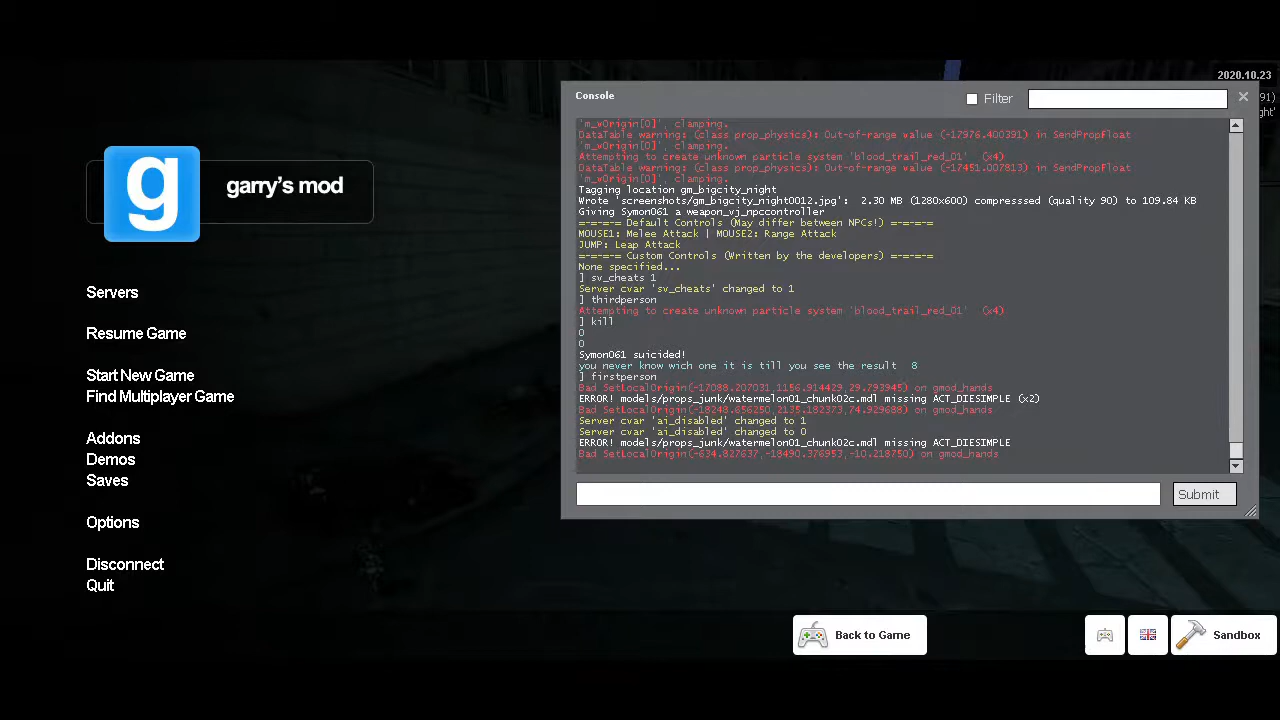 2020.10.23
Console
Filter
91)
ht'
'm_vOrigin[0]', clamping.
DataTable warning: (class prop_physics): Out-of-range value (-17976.400391) in SendPropFloat
'm_vOrigin[0]', clamping.
Attempting to create unknown particle system 'blood_trail_red_01' (x4)
DataTable warning: (class prop_physics): Out-of-range value (-17451.007813) in SendPropFloat
'm_vOrigin[0]', clamping.
Tagging location gm_bigcity_night
Wrote 'screenshots/gm_bigcity_night0012.jpg': 2.30 MB (1280x600) compresssed (quality 90) to 109.84 KB
Giving Symon061 a weapon_vj_npccontroller
=-=-=-= Default Controls (May differ between NPCs!) =-=-=-=
MOUSE1: Melee Attack | MOUSE2: Range Attack
JUMP: Leap Attack
=-=-=-= Custom Controls (Written by the developers) =-=-=-=
None specified...
] sv_cheats 1
Server cvar 'sv_cheats' changed to 1
] thirdperson
Attempting to create unknown particle system 'blood_trail_red_01' (x4)
] kill
0
0
Symon061 suicided!
you never know wich one it is till you see the result 8
] firstperson
Bad SetLocalOrigin(-17088.207031,1156.914429,29.793945) on gmod_hands
ERROR! models/props_junk/watermelon01_chunk02c.mdl missing ACT_DIESIMPLE (x2)
Bad SetLocalOrigin(-18248.656250,2135.182373,74.929688) on gmod_hands
Server cvar 'ai_disabled' changed to 1
Server cvar 'ai_disabled' changed to 0
ERROR! models/props_junk/watermelon01_chunk02c.mdl missing ACT_DIESIMPLE
Bad SetLocalOrigin(-634.827637,-18490.376953,-10.218750) on gmod_hands
Submit
g
garry's mod
Servers
Resume Game
Start New Game
Find Multiplayer Game
Addons
Demos
Saves
Options
Disconnect
Quit
Back to Game
Sandbox